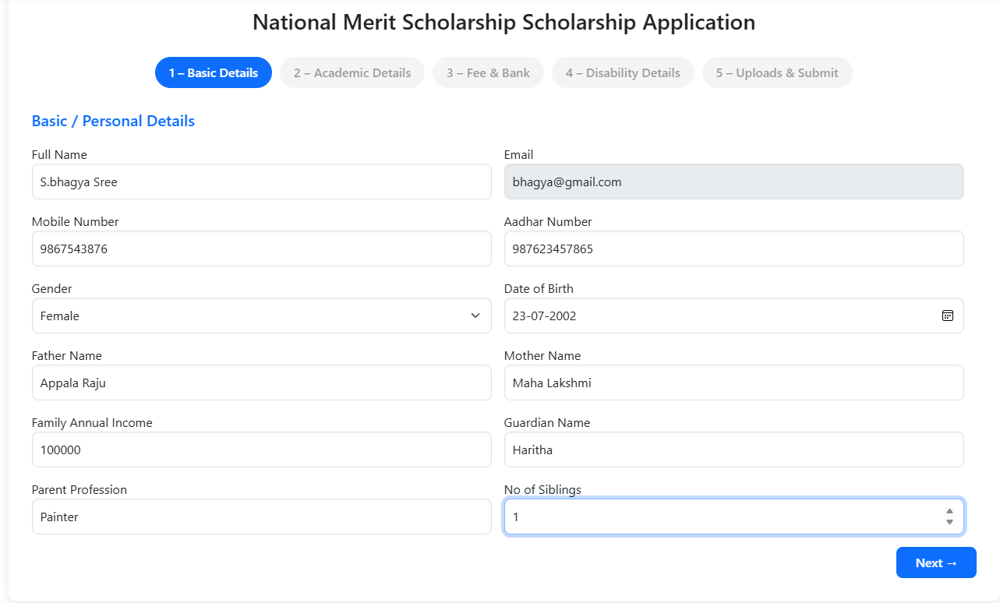 National Merit Scholarship Scholarship Application
1 – Basic Details 2 – Academic Details 3 – Fee & Bank 4 – Disability Details 5 – Uploads & Submit
Basic / Personal Details
Full Name Email
S.bhagya Sree bhagya@gmail.com
Mobile Number Aadhar Number
9867543876 987623457865
Gender Date of Birth
Female 23-07-2002
Father Name Mother Name
Appala Raju Maha Lakshmi
Family Annual Income Guardian Name
100000 Haritha
Parent Profession No of Siblings
Painter 1
Next →